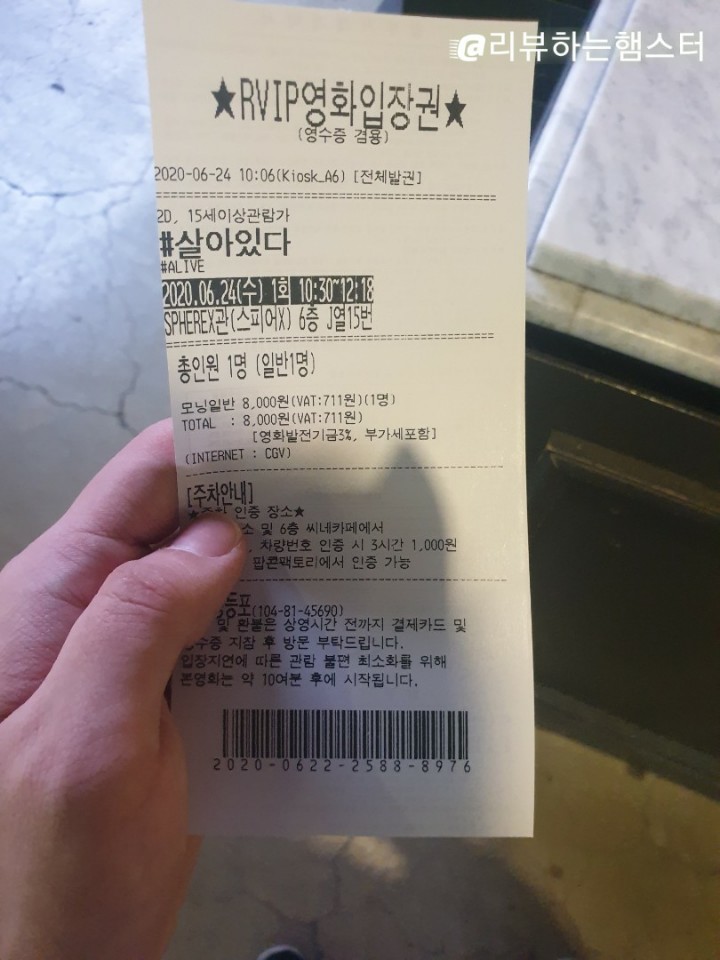 @리뷰하는햄스터
★RVIP영화입장권★
(영수증 겸용)
2020-06-24 10:06(Kiosk_A6) [전체발권]
2D, 15세이상관람가
#살아있다
#ALIVE
2020.06.24(수) 1회 10:30~12:18
SPHEREX관(스피어X) 6층 J열15번
총인원 1명 (일반1명)
모닝일반 8,000원(VAT:711원)(1명)
TOTAL : 8,000원(VAT:711원)
[영화발전기금3%, 부가세포함]
(INTERNET : CGV)
[주차안내]
★주차 인증 장소★
소 및 6층 씨네카페에서
, 차량번호 인증 시 3시간 1,000원
팝콘팩토리에서 인증 가능
등포(104-81-45690)
및 환불은 상영시간 전까지 결제카드 및
영수증 지참 후 방문 부탁드립니다.
입장지연에 따른 관람 불편 최소화를 위해
본영화는 약 10여분 후에 시작됩니다.
2020-0622-2588-8976